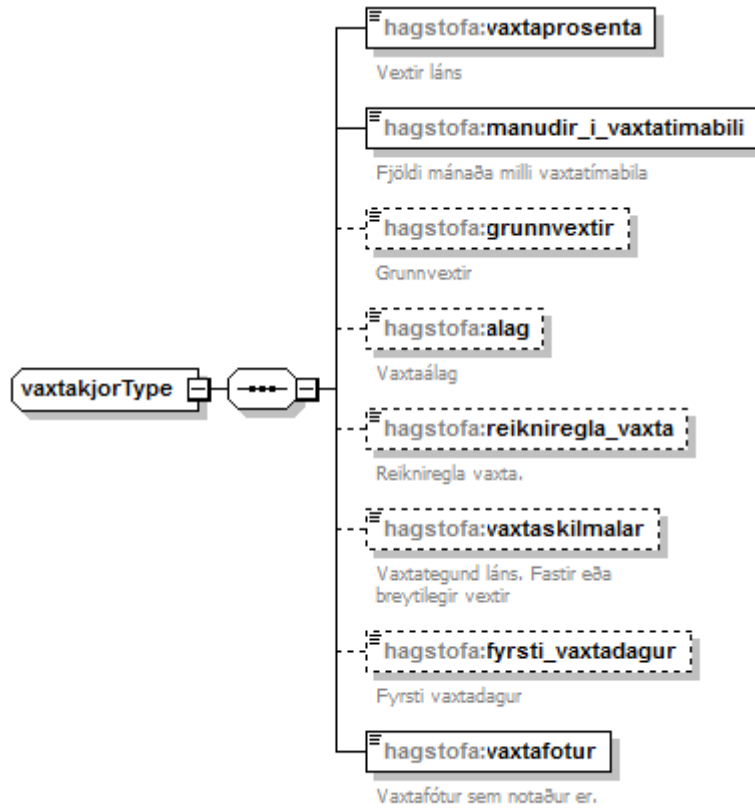 hagstofa:vaxtaprosenta
Vextir láns
hagstofa:manudir_i_vaxtatimabili
Fjöldi mánaða milli vaxtatímabila
hagstofa:grunnvextir
Grunnvextir
hagstofa:alag
Vaxtaálag
vaxtakjorType
hagstofa:reikniregla_vaxta
Reikniregla vaxta.
hagstofa:vaxtaskilmalar
Vaxtategund láns. Fastir eða
breytilegir vextir
hagstofa:fyrsti_vaxtadagur
Fyrsti vaxtadagur
hagstofa:vaxtafotur
Vaxtafótur sem notaður er.